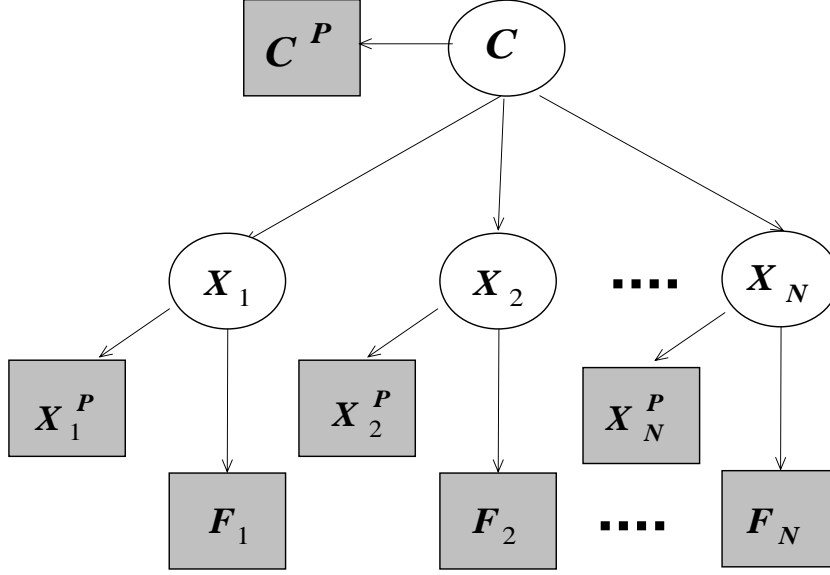 C^P C
X_1 X_2 .... X_N
X_1^P X_2^P X_N^P
F_1 F_2 .... F_N